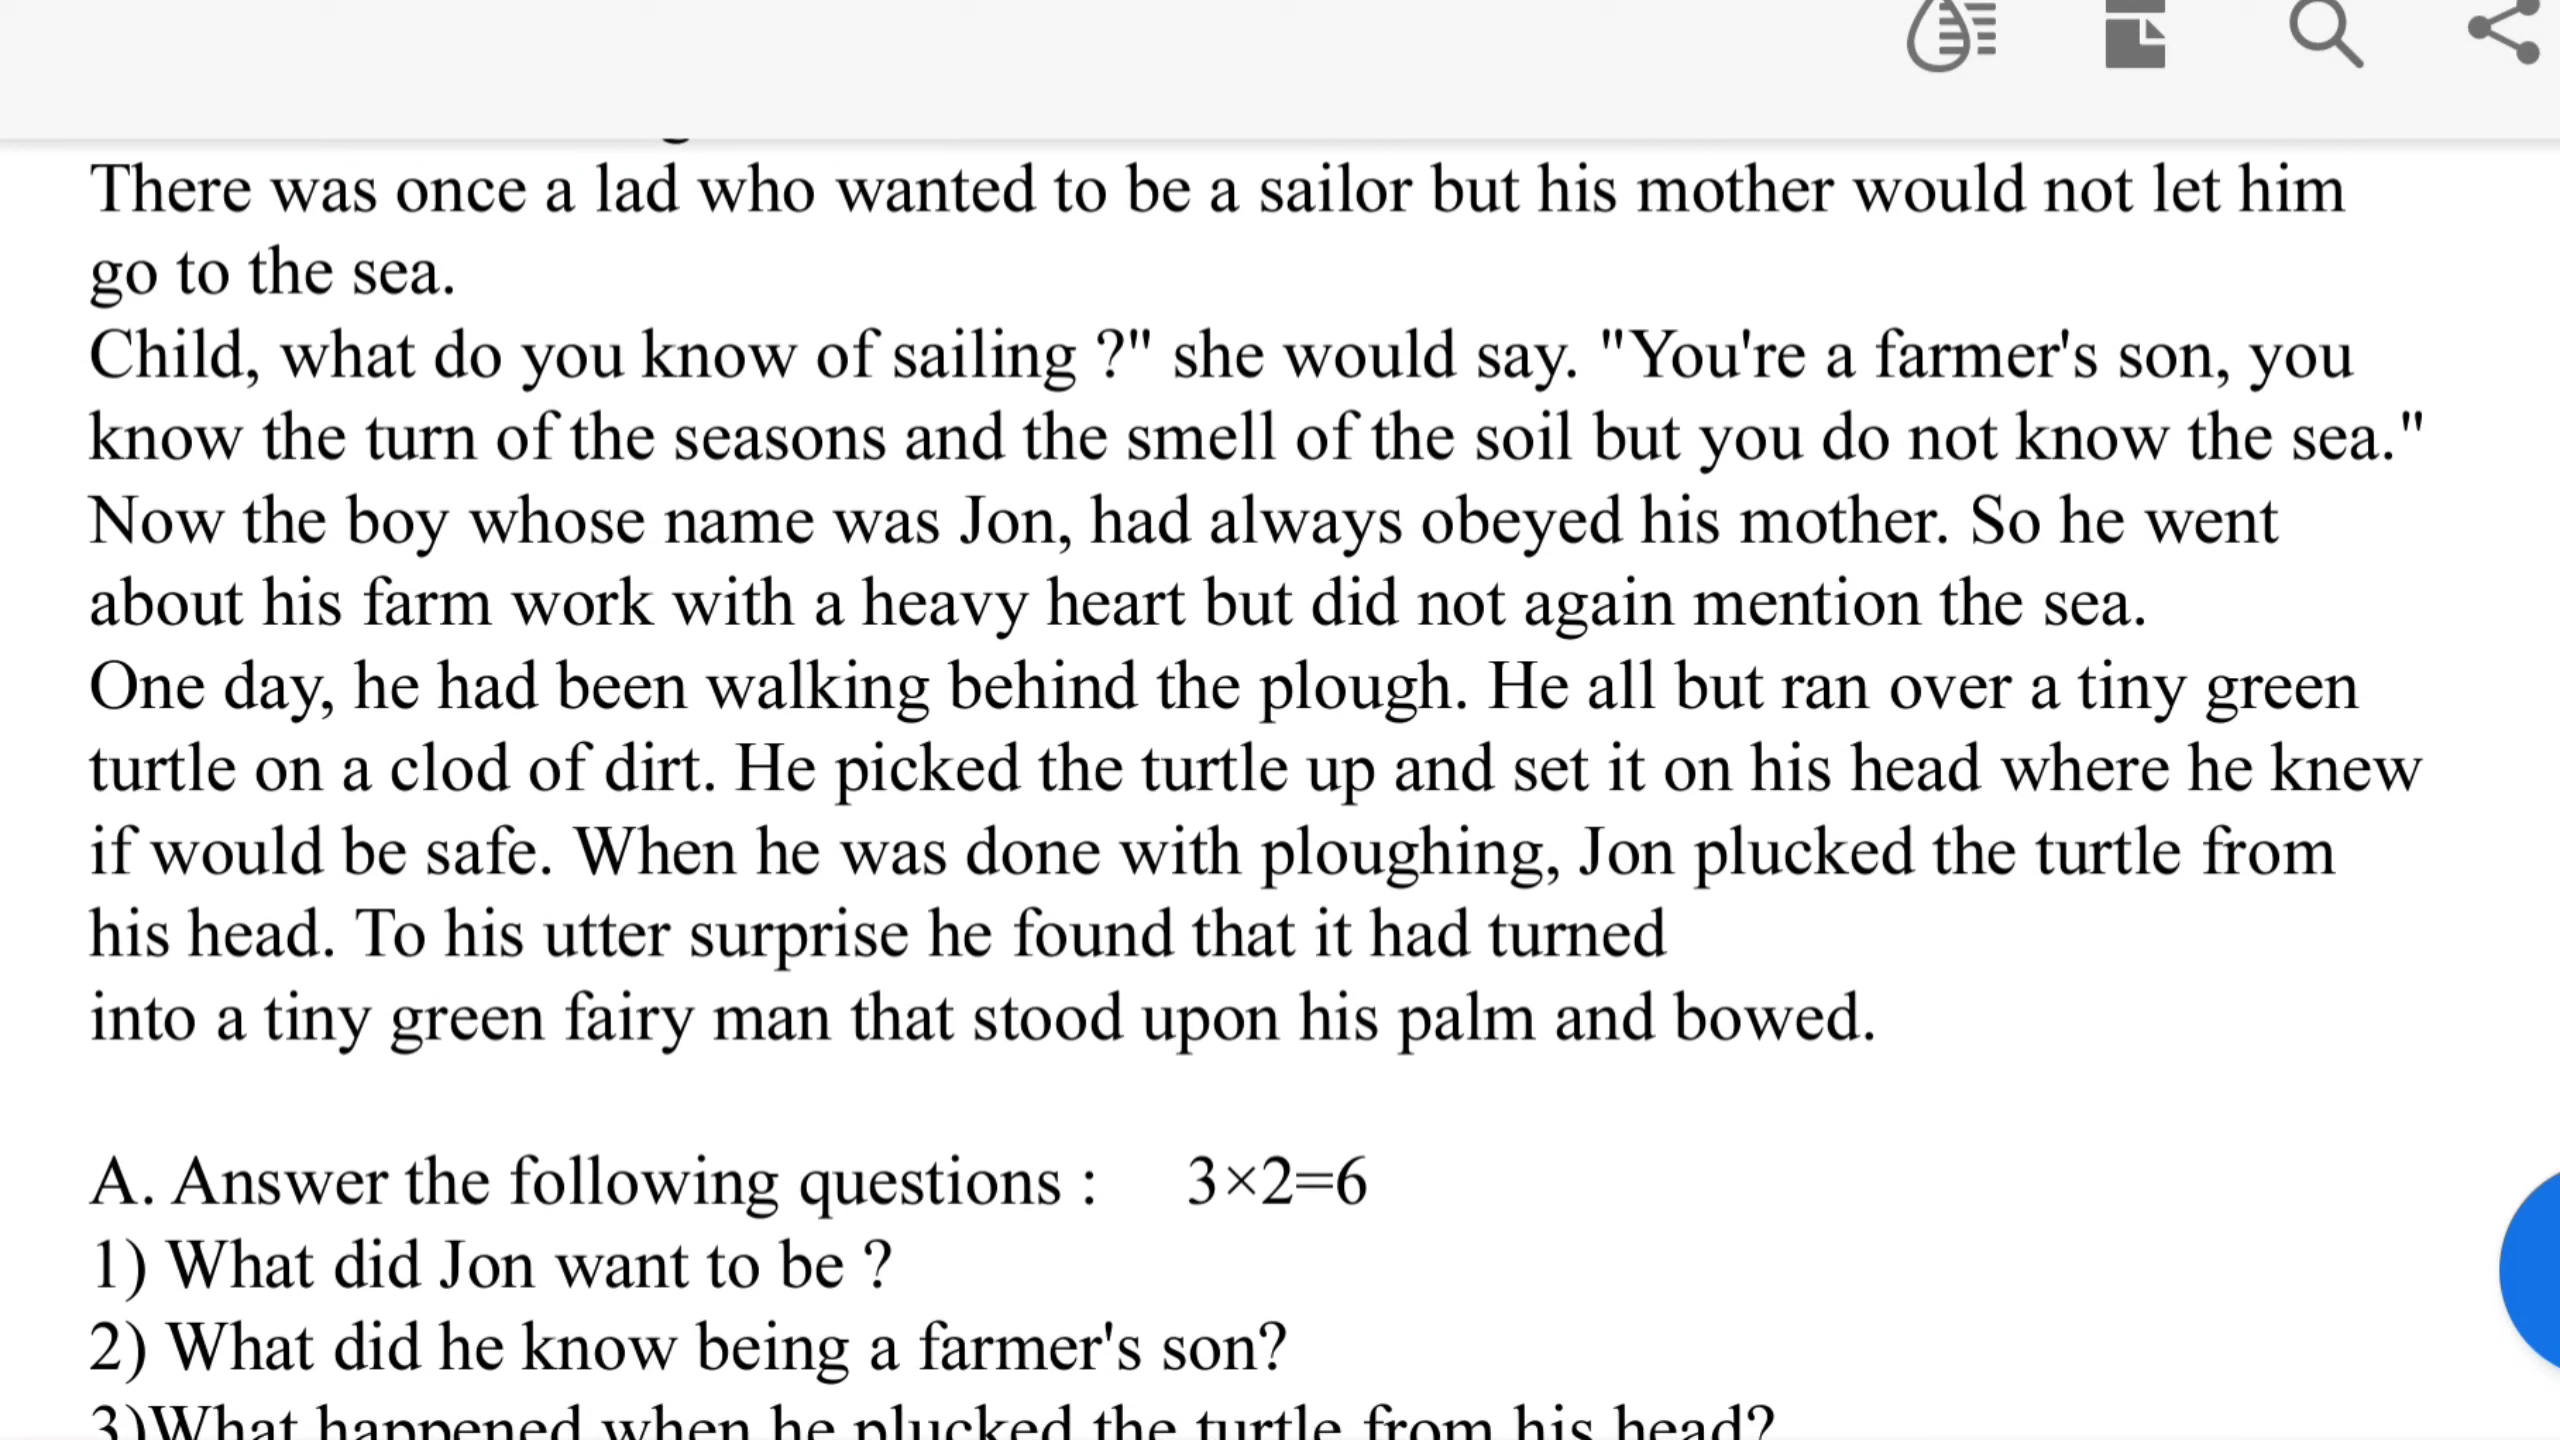 There was once a lad who wanted to be a sailor but his mother would not let him
go to the sea.
Child, what do you know of sailing ?" she would say. "You're a farmer's son, you
know the turn of the seasons and the smell of the soil but you do not know the sea."
Now the boy whose name was Jon, had always obeyed his mother. So he went
about his farm work with a heavy heart but did not again mention the sea.
One day, he had been walking behind the plough. He all but ran over a tiny green
turtle on a clod of dirt. He picked the turtle up and set it on his head where he knew
if would be safe. When he was done with ploughing, Jon plucked the turtle from
his head. To his utter surprise he found that it had turned
into a tiny green fairy man that stood upon his palm and bowed.
A. Answer the following questions : 3×2=6
1) What did Jon want to be ?
2) What did he know being a farmer's son?
3)What happened when he plucked the turtle from his head?